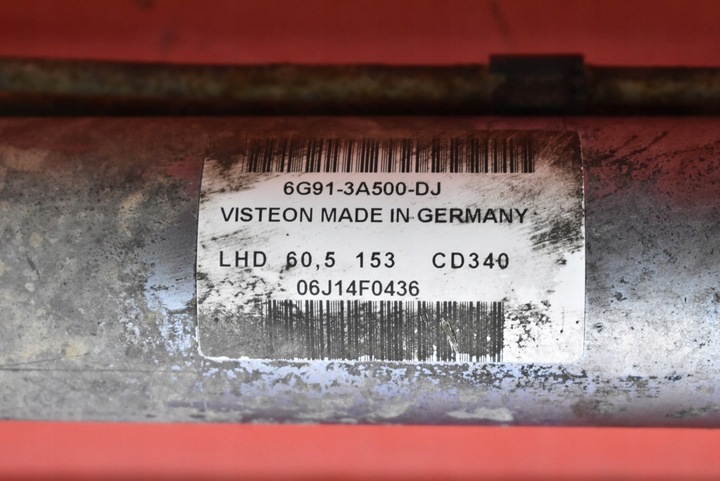 6G91-3A500-DJ
VISTEON MADE IN GERMANY
LHD 60,5 153 CD340
06J14F0436